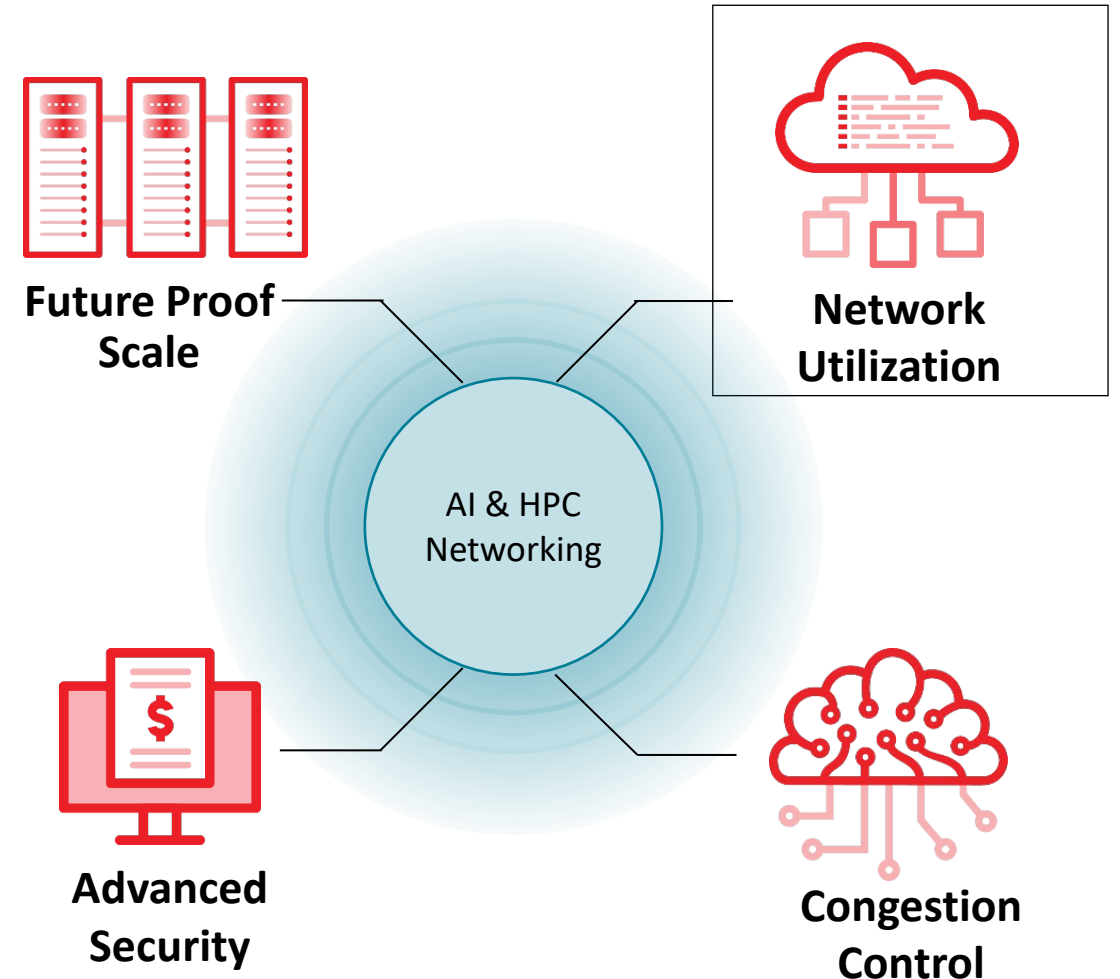 Future Proof
Scale
Network
Utilization
AI & HPC
Networking
$
Advanced
Security
Congestion
Control